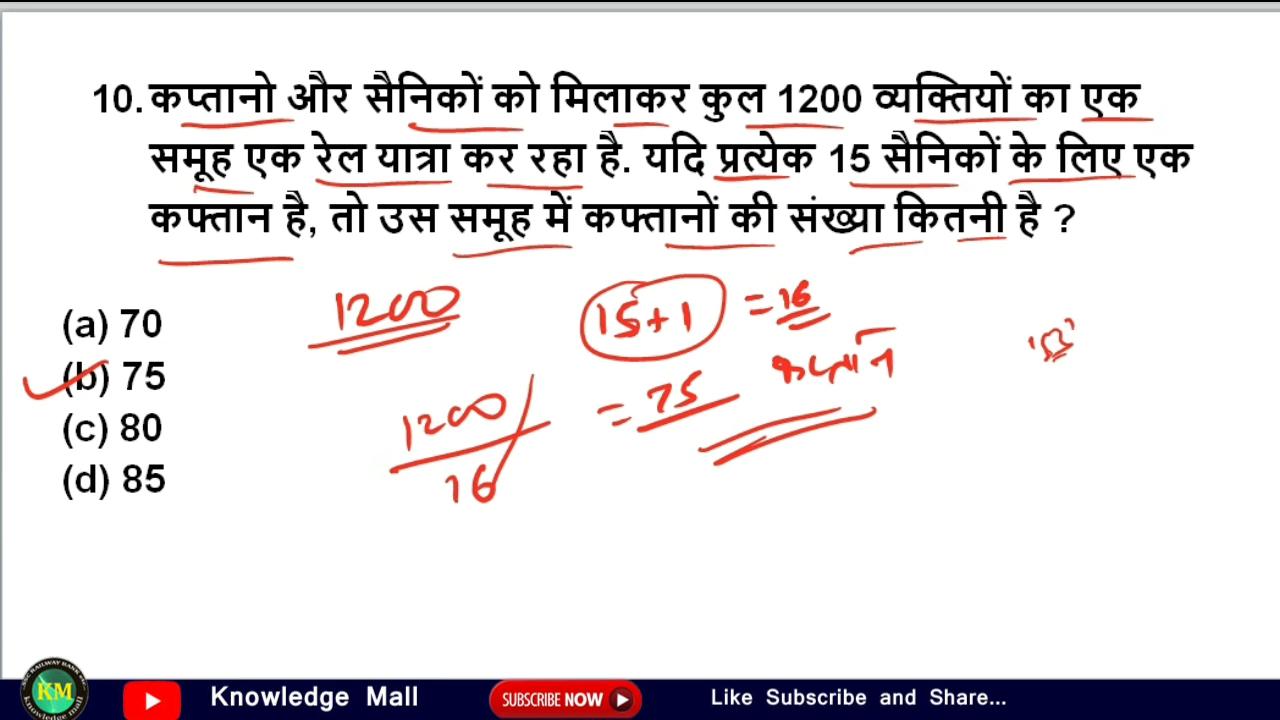 10. कप्तानो और सैनिकों को मिलाकर कुल 1200 व्यक्तियों का एक
समूह एक रेल यात्रा कर रहा है. यदि प्रत्येक 15 सैनिकों के लिए एक
कफ्तान है, तो उस समूह में कफ्तानों की संख्या कितनी है ?
1200
15+1 = 16
(a) 70
(b) 75
(c) 80
(d) 85
1200/16 = 75 कप्तान
KM
Knowledge Mall
SUBSCRIBE NOW
Like Subscribe and Share...